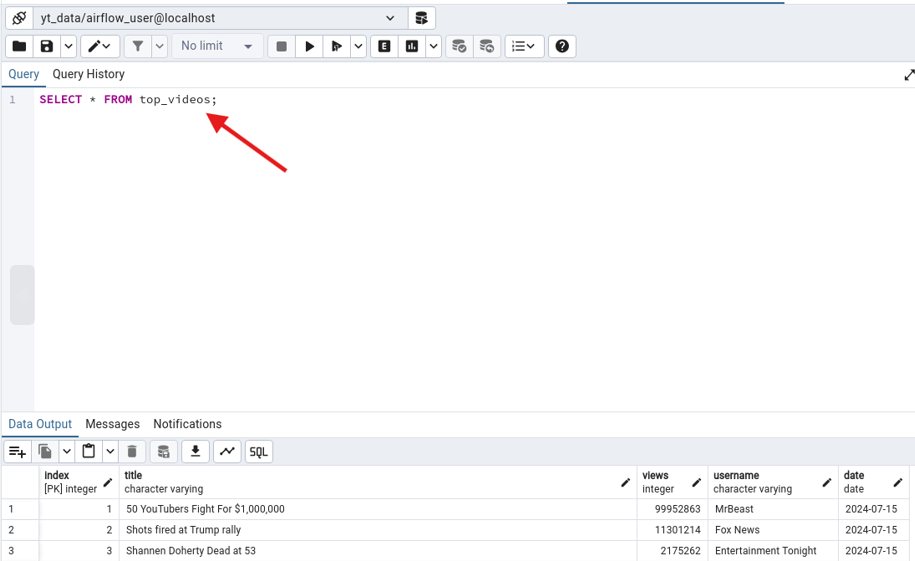 yt_data/airflow_user@localhost
No limit
E
Query Query History
1 SELECT * FROM top_videos;
Data Output Messages Notifications
SQL
index title views username date
[PK] integer character varying integer character varying date
1 1 50 YouTubers Fight For $1,000,000 99952863 MrBeast 2024-07-15
2 2 Shots fired at Trump rally 11301214 Fox News 2024-07-15
3 3 Shannen Doherty Dead at 53 2175262 Entertainment Tonight 2024-07-15